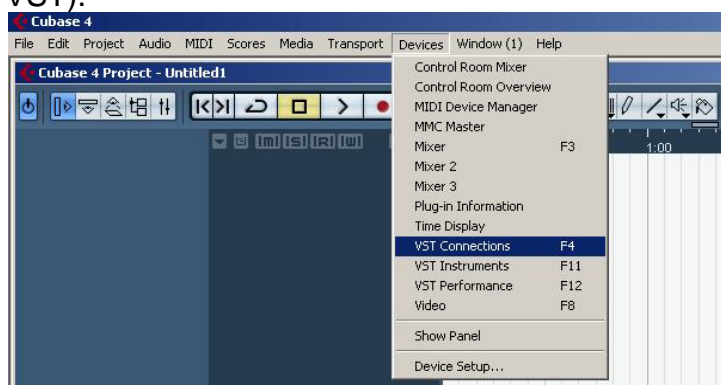 VST).
Cubase 4
File Edit Project Audio MIDI Scores Media Transport Devices Window (1) Help
Cubase 4 Project - Untitled1
[M] [S] [R] [W]
1:00
Control Room Mixer
Control Room Overview
MIDI Device Manager
MMC Master
Mixer F3
Mixer 2
Mixer 3
Plug-in Information
Time Display
VST Connections F4
VST Instruments F11
VST Performance F12
Video F8
Show Panel
Device Setup...